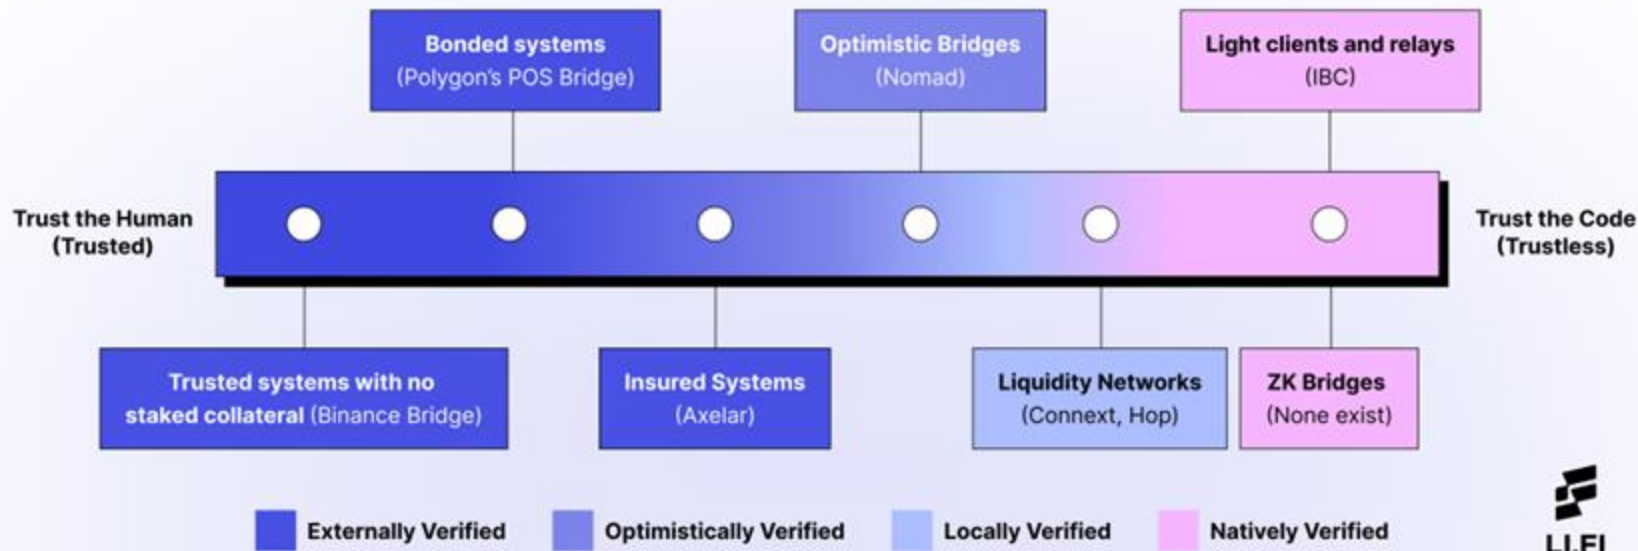 Bonded systems
(Polygon's POS Bridge)
Optimistic Bridges
(Nomad)
Light clients and relays
(IBC)
Trust the Human
(Trusted)
Trust the Code
(Trustless)
Trusted systems with no
staked collateral (Binance Bridge)
Insured Systems
(Axelar)
Liquidity Networks
(Connext, Hop)
ZK Bridges
(None exist)
Externally Verified
Optimistically Verified
Locally Verified
Natively Verified
LI.FI